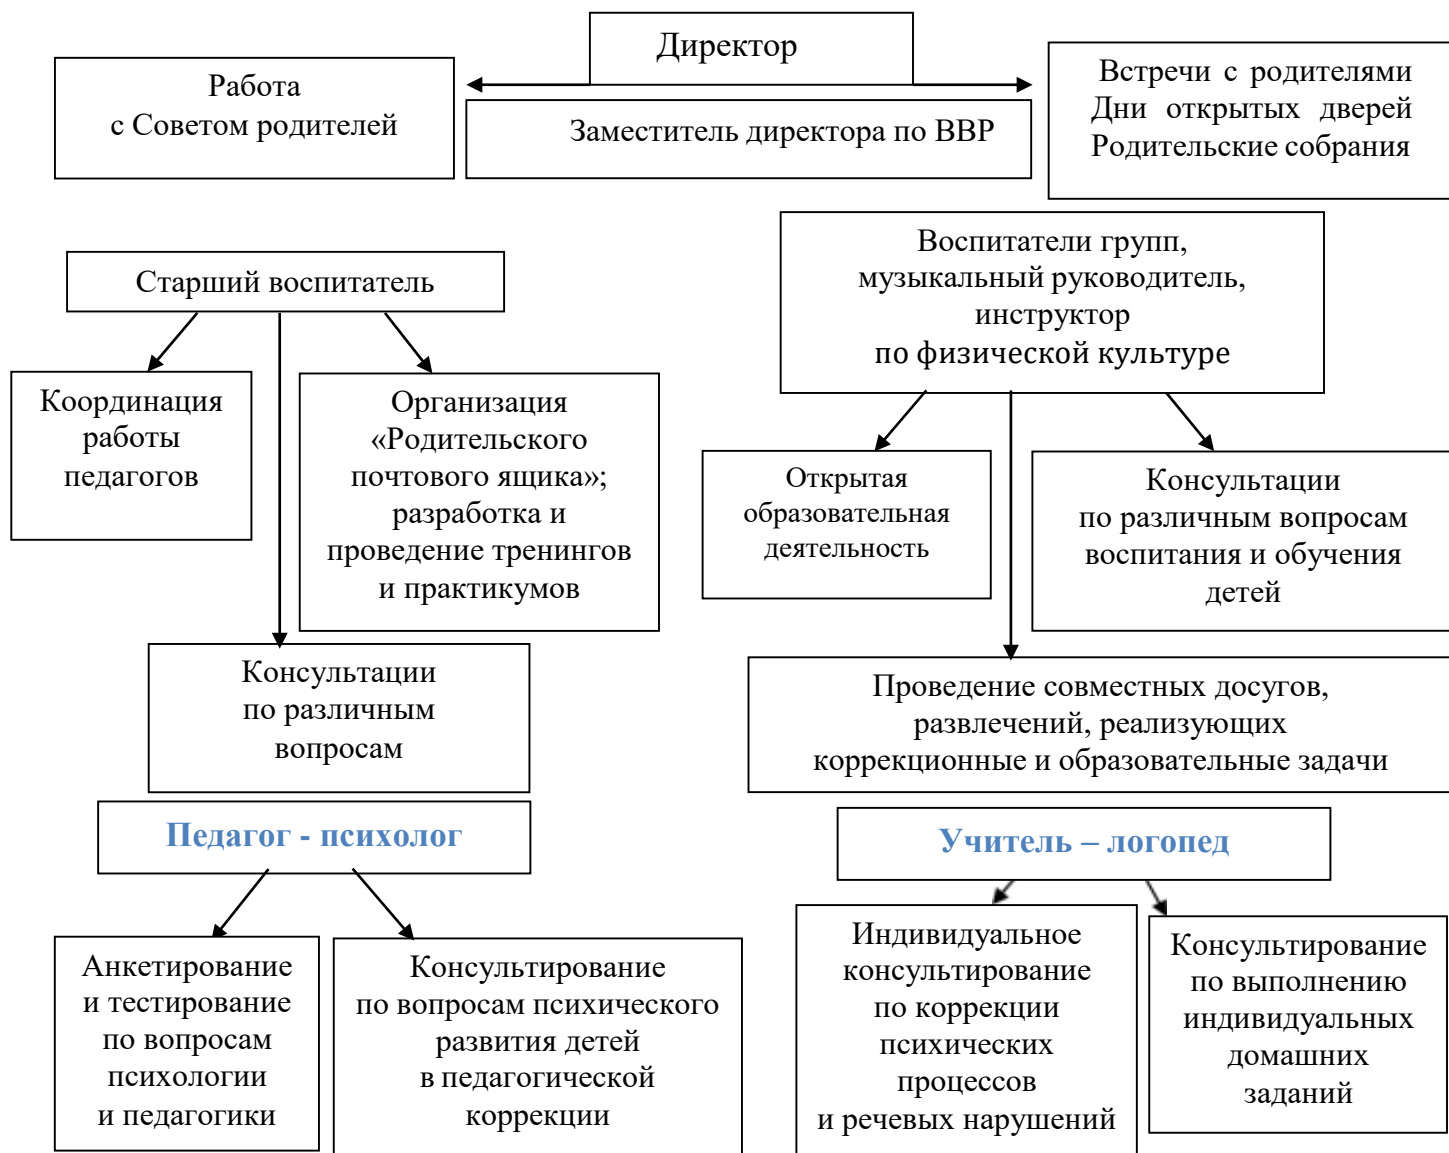 Директор
Работа
с Советом родителей
Заместитель директора по ВВР
Встречи с родителями
Дни открытых дверей
Родительские собрания
Старший воспитатель
Воспитатели групп,
музыкальный руководитель,
инструктор
по физической культуре
Координация
работы
педагогов
Организация
«Родительского
почтового ящика»;
разработка и
проведение тренингов
и практикумов
Открытая
образовательная
деятельность
Консультации
по различным вопросам
воспитания и обучения
детей
Консультации
по различным
вопросам
Проведение совместных досугов,
развлечений, реализующих
коррекционные и образовательные задачи
Педагог - психолог
Учитель – логопед
Анкетирование
и тестирование
по вопросам
психологии
и педагогики
Консультирование
по вопросам психического
развития детей
в педагогической
коррекции
Индивидуальное
консультирование
по коррекции
психических
процессов
и речевых нарушений
Консультирование
по выполнению
индивидуальных
домашних
заданий